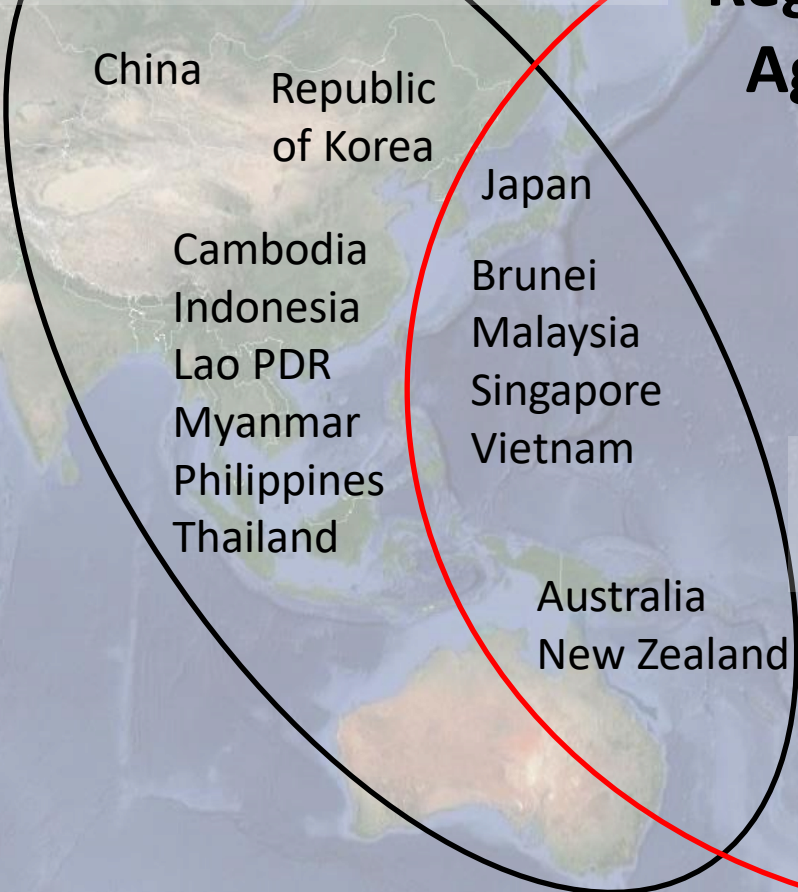 China
Republic
of Korea
Japan
Cambodia
Indonesia
Lao PDR
Myanmar
Philippines
Thailand
Brunei
Malaysia
Singapore
Vietnam
Australia
New Zealand